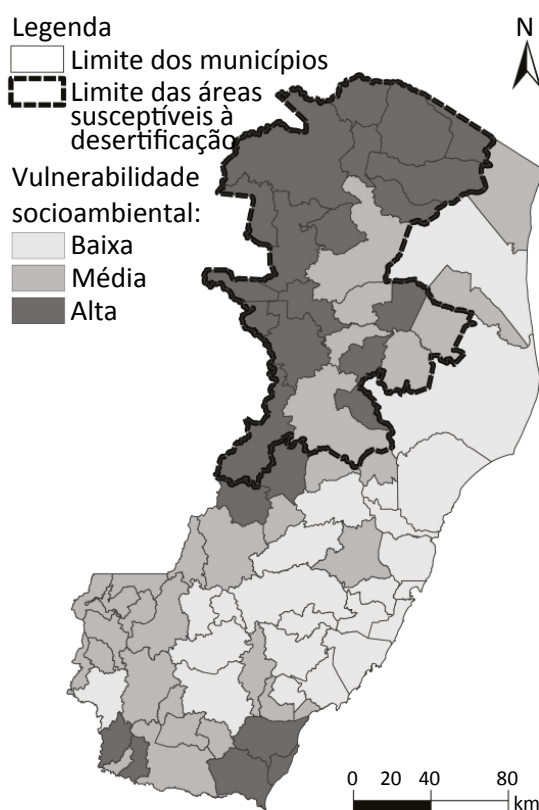 Legenda
Limite dos municípios
Limite das áreas
susceptíveis à
desertificação
Vulnerabilidade
socioambiental:
Baixa
Média
Alta
N
0 20 40 80
km